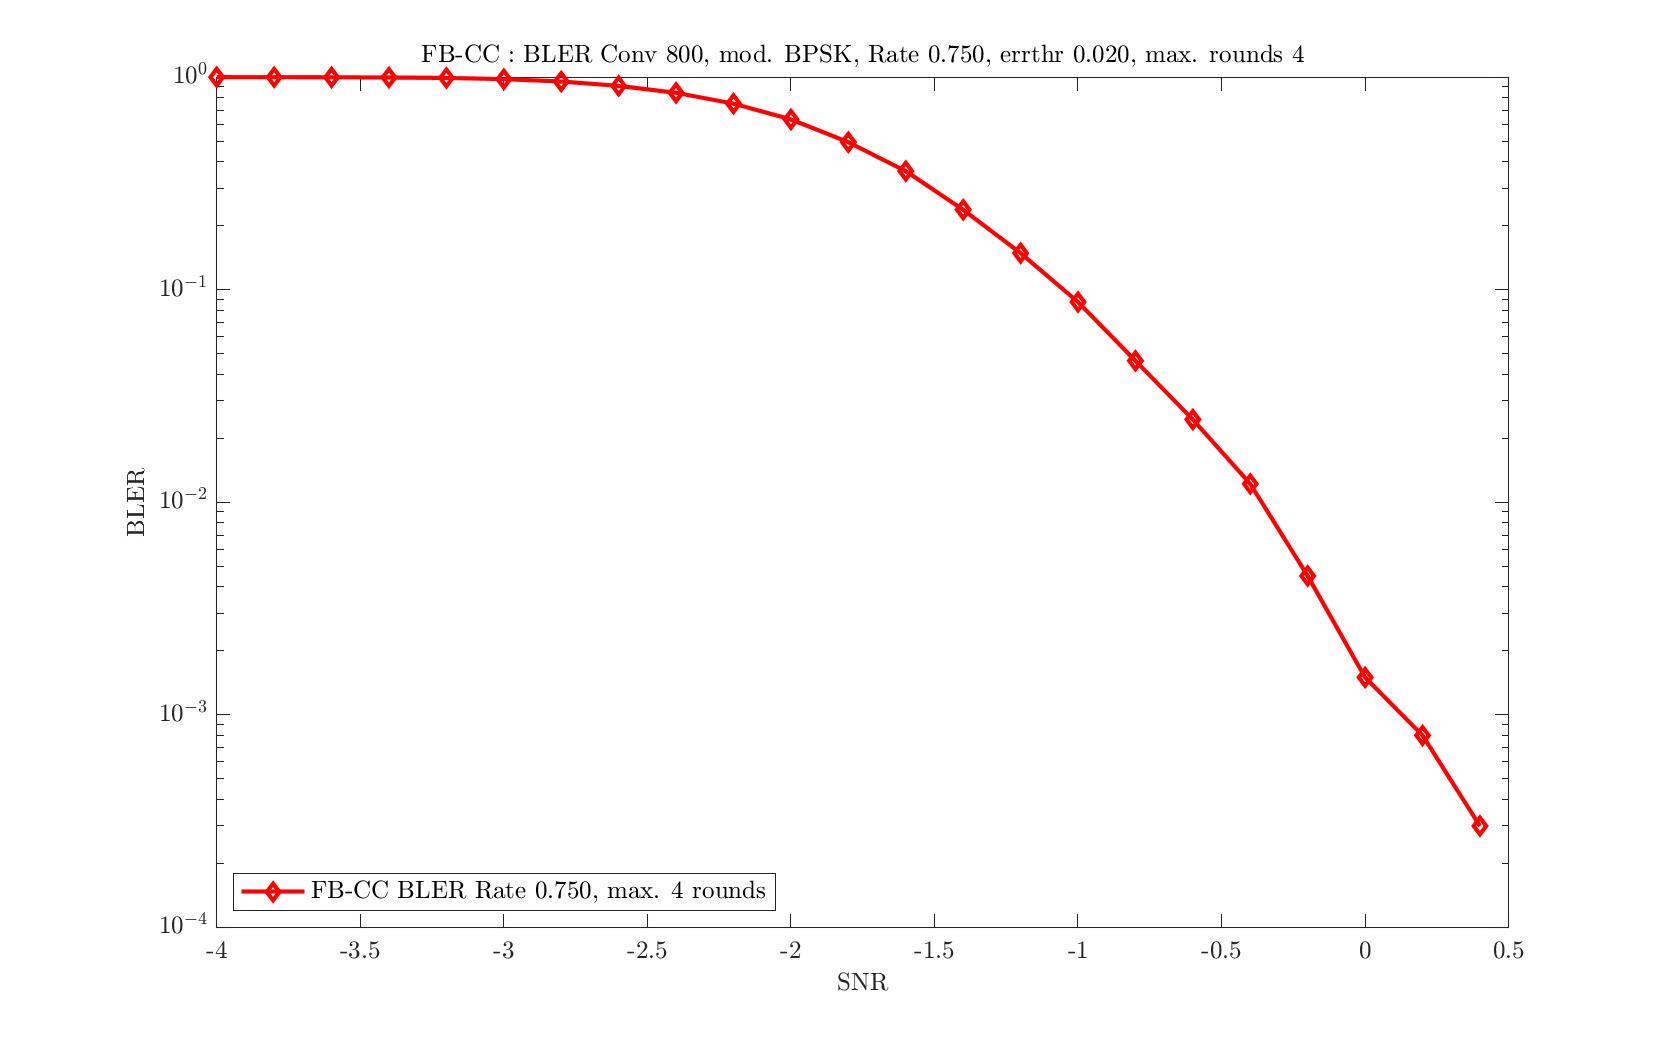 FB-CC : BLER Conv 800, mod. BPSK, Rate 0.750, errthr 0.020, max. rounds 4
10^0
10^-1
10^-2
10^-3
10^-4
BLER
FB-CC BLER Rate 0.750, max. 4 rounds
-4 -3.5 -3 -2.5 -2 -1.5 -1 -0.5 0 0.5
SNR